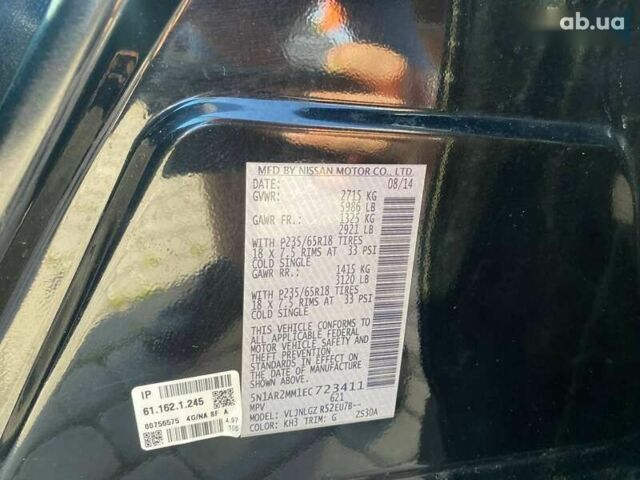 ab.ua
MFD BY NISSAN MOTOR CO., LTD.
DATE: 08/14
GVWR: 2715 KG
5986 LB
GAWR FR.: 1325 KG
2921 LB
WITH P235/65R18 TIRES
18 X 7.5 RIMS AT 33 PSI
COLD SINGLE
GAWR RR.: 1415 KG
3120 LB
WITH P235/65R18 TIRES
18 X 7.5 RIMS AT 33 PSI
COLD SINGLE
THIS VEHICLE CONFORMS TO
ALL APPLICABLE FEDERAL
MOTOR VEHICLE SAFETY AND
THEFT PREVENTION
STANDARDS IN EFFECT ON
THE DATE OF MANUFACTURE
SHOWN ABOVE.
5N1AR2MM1EC723411
MPV 621
MODEL: VLJNLGZ R52EU7B--
COLOR: KH3 TRIM: G ZS30A
IP
61.162.1.245
00756575 4G/NA BF A